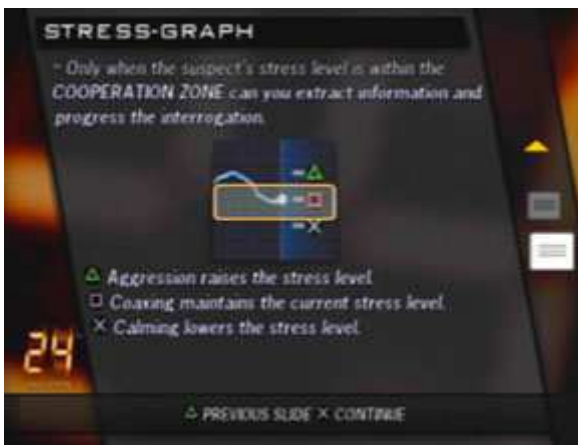 STRESS-GRAPH
- Only when the suspect's stress level is within the
COOPERATION ZONE can you extract information and
progress the interrogation.
Aggression raises the stress level.
Coaxing maintains the current stress level.
Calming lowers the stress level.
24
PREVIOUS SLIDE X CONTINUE